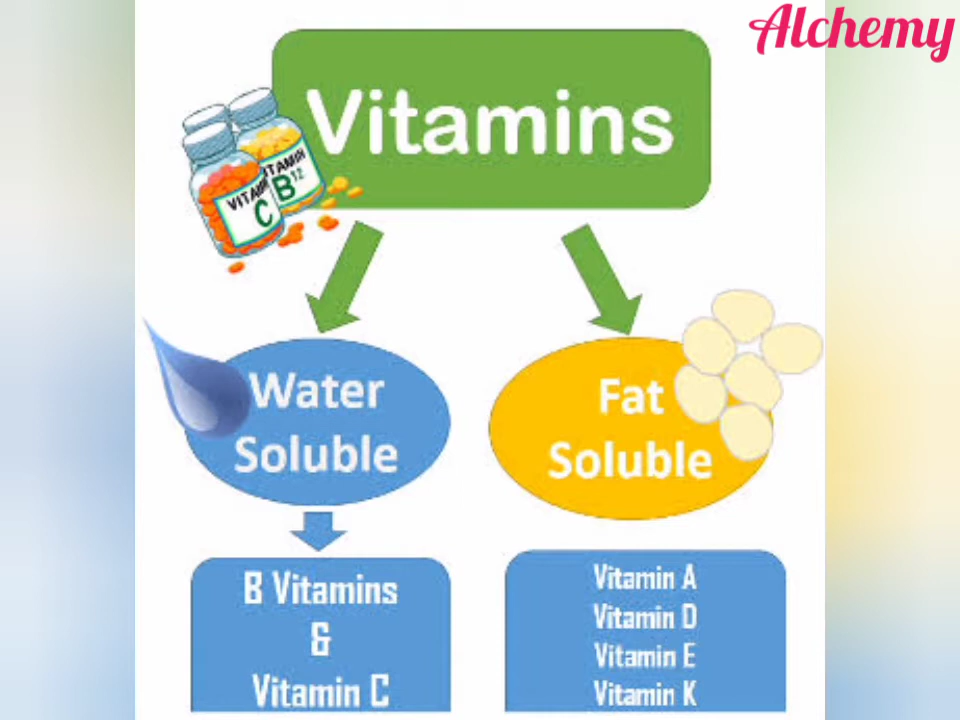 Alchemy
Vitamins
VITAMIN
B12
VITAMIN
C
Water
Soluble
Fat
Soluble
B Vitamins
&
Vitamin C
Vitamin A
Vitamin D
Vitamin E
Vitamin K